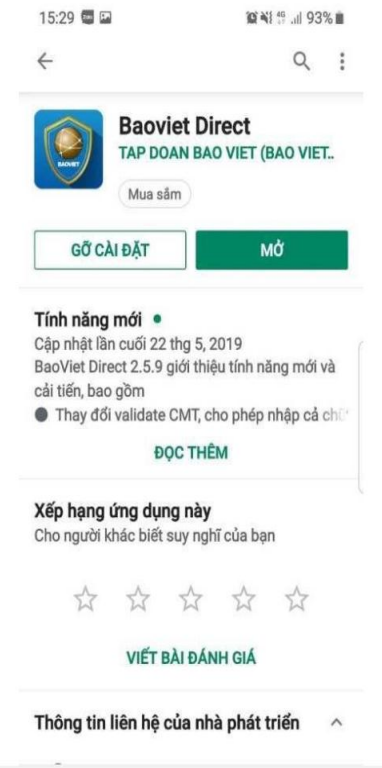 15:29 4G 93%
BAOVIET
Baoviet Direct
TAP DOAN BAO VIET (BAO VIET..
Mua sắm
GỠ CÀI ĐẶT MỞ
Tính năng mới
Cập nhật lần cuối 22 thg 5, 2019
BaoViet Direct 2.5.9 giới thiệu tính năng mới và
cải tiến, bao gồm
● Thay đổi validate CMT, cho phép nhập cả
ĐỌC THÊM
Xếp hạng ứng dụng này
Cho người khác biết suy nghĩ của bạn
VIẾT BÀI ĐÁNH GIÁ
Thông tin liên hệ của nhà phát triển